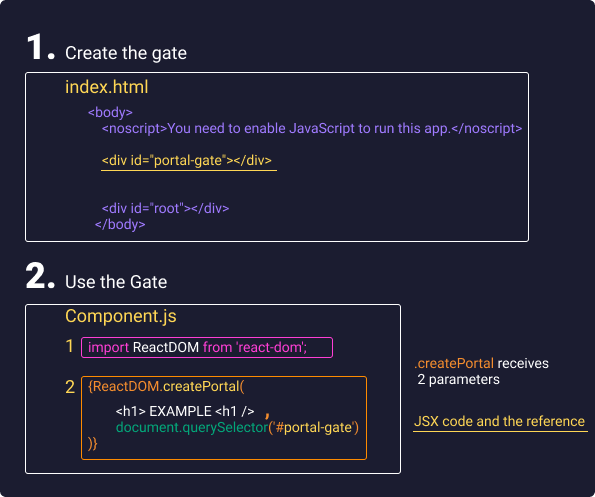 1. Create the gate
index.html
<body>
<noscript>You need to enable JavaScript to run this app.</noscript>
<div id="portal-gate"></div>
<div id="root"></div>
</body>
2. Use the Gate
Component.js
1 import ReactDOM from 'react-dom';
2 {ReactDOM.createPortal(
<h1> EXAMPLE <h1 /> ,
document.querySelector('#portal-gate')
)}
.createPortal receives
2 parameters
JSX code and the reference